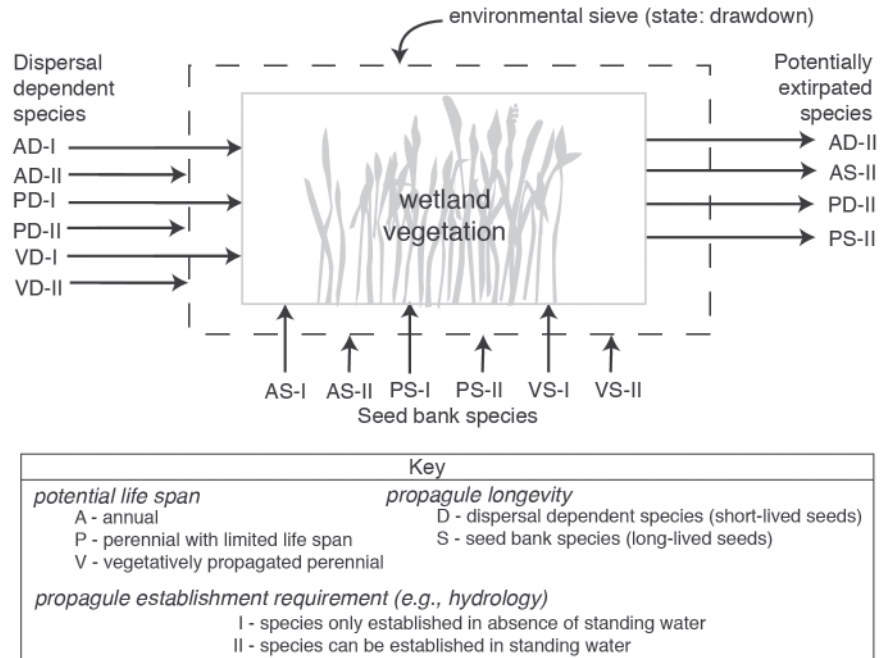 environmental sieve (state: drawdown)
Dispersal
dependent
species
AD-I
AD-II
PD-I
PD-II
VD-I
VD-II
wetland
vegetation
Potentially
extirpated
species
AD-II
AS-II
PD-II
PS-II
AS-I AS-II PS-I PS-II VS-I VS-II
Seed bank species
Key
potential life span
A - annual
P - perennial with limited life span
V - vegetatively propagated perennial
propagule longevity
D - dispersal dependent species (short-lived seeds)
S - seed bank species (long-lived seeds)
propagule establishment requirement (e.g., hydrology)
I - species only established in absence of standing water
II - species can be established in standing water